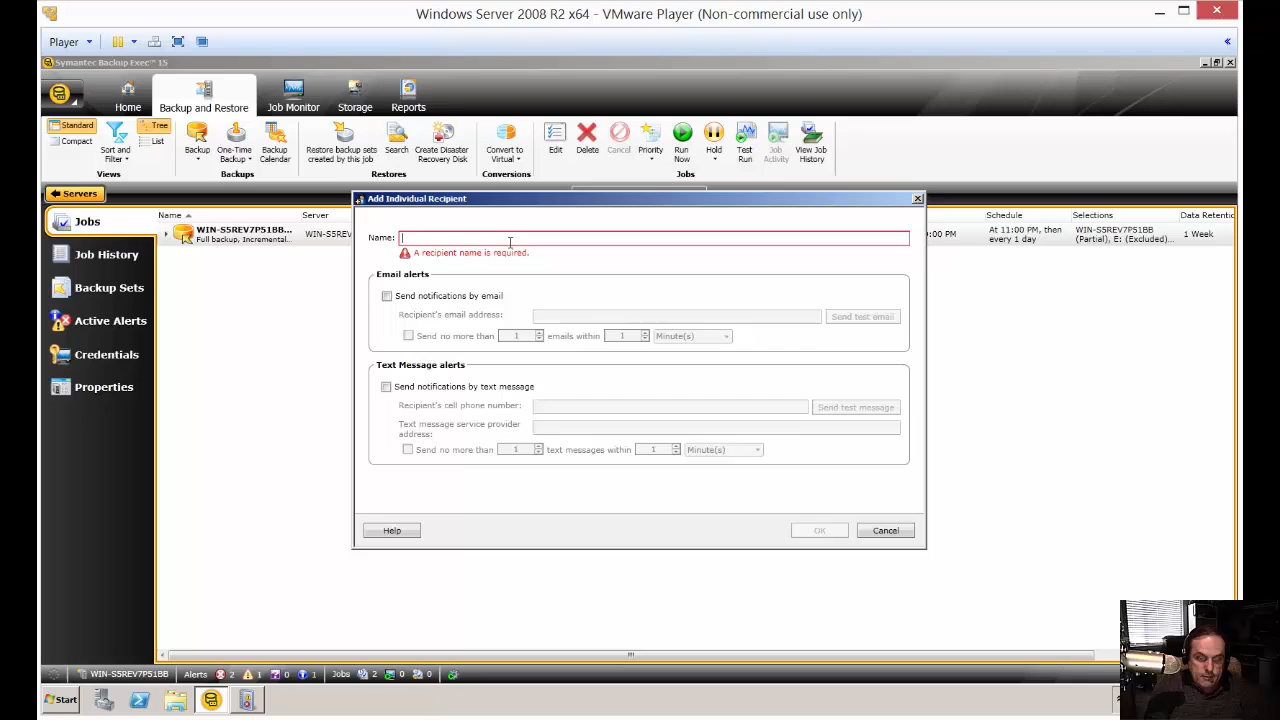 Windows Server 2008 R2 x64 - VMware Player (Non-commercial use only)
Player
Symantec Backup Exec™ 15
Home
Backup and Restore
Job Monitor
Storage
Reports
Standard
Compact
Sort and Filter
Tree
List
Views
Backup
One-Time Backup
Backup Calendar
Backups
Restore backup sets created by this job
Search
Create Disaster Recovery Disk
Restores
Convert to Virtual
Conversions
Edit
Delete
Cancel
Priority
Run Now
Hold
Test Run
Job Activity
View Job History
Jobs
Servers
Jobs
Job History
Backup Sets
Active Alerts
Credentials
Properties
Name
Server
Schedule
Selections
Data Retentic
WIN-S5REV7P51BB...
Full backup, Incremental...
WIN-S5REV
:00 PM
At 11:00 PM, then every 1 day
WIN-S5REV7P51BB (Partial), E: (Excluded)...
1 Week
Add Individual Recipient
Name:
A recipient name is required.
Email alerts
Send notifications by email
Recipient's email address:
Send test email
Send no more than 1 emails within 1 Minute(s)
Text Message alerts
Send notifications by text message
Recipient's cell phone number:
Send test message
Text message service provider address:
Send no more than 1 text messages within 1 Minute(s)
Help
OK
Cancel
WIN-S5REV7P51BB
Alerts 2 1 0 1
Jobs 2 0 0
Start